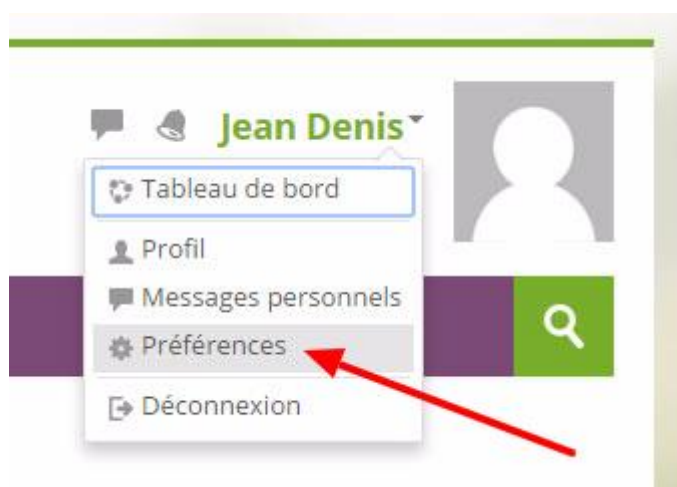 Jean Denis
Tableau de bord
Profil
Messages personnels
Préférences
Déconnexion